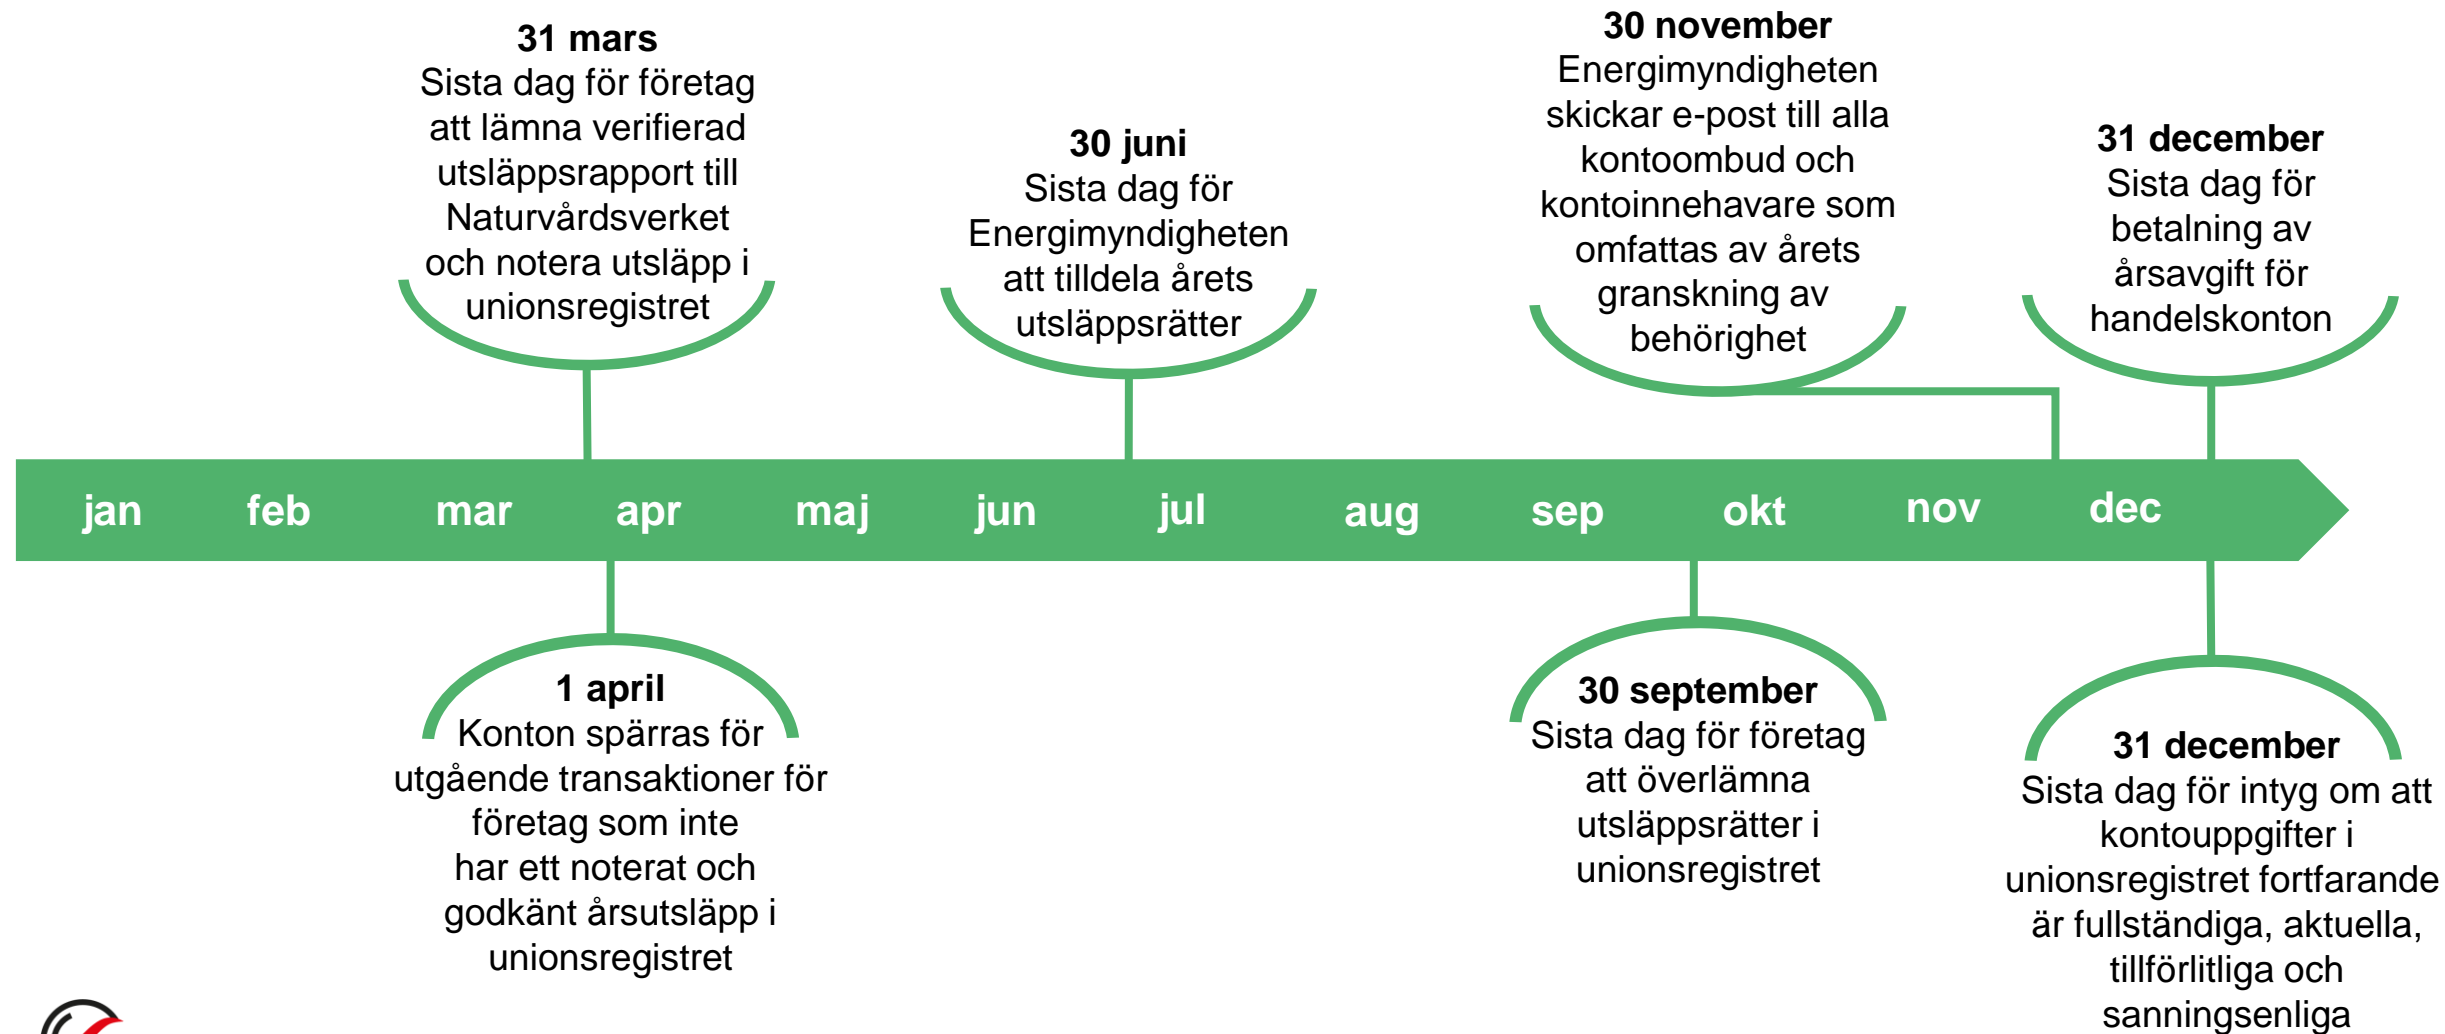 31 mars
Sista dag för företag
att lämna verifierad
utsläppsrapport till
Naturvårdsverket
och notera utsläpp i
unionsregistret
30 juni
Sista dag för
Energimyndigheten
att tilldela årets
utsläppsrätter
30 november
Energimyndigheten
skickar e-post till alla
kontoombud och
kontoinnehavare som
omfattas av årets
granskning av
behörighet
31 december
Sista dag för
betalning av
årsavgift för
handelskonton
jan feb mar apr maj jun jul aug sep okt nov dec
1 april
Konton spärras för
utgående transaktioner för
företag som inte
har ett noterat och
godkänt årsutsläpp i
unionsregistret
30 september
Sista dag för företag
att överlämna
utsläppsrätter i
unionsregistret
31 december
Sista dag för intyg om att
kontouppgifter i
unionsregistret fortfarande
är fullständiga, aktuella,
tillförlitliga och
sanningsenliga